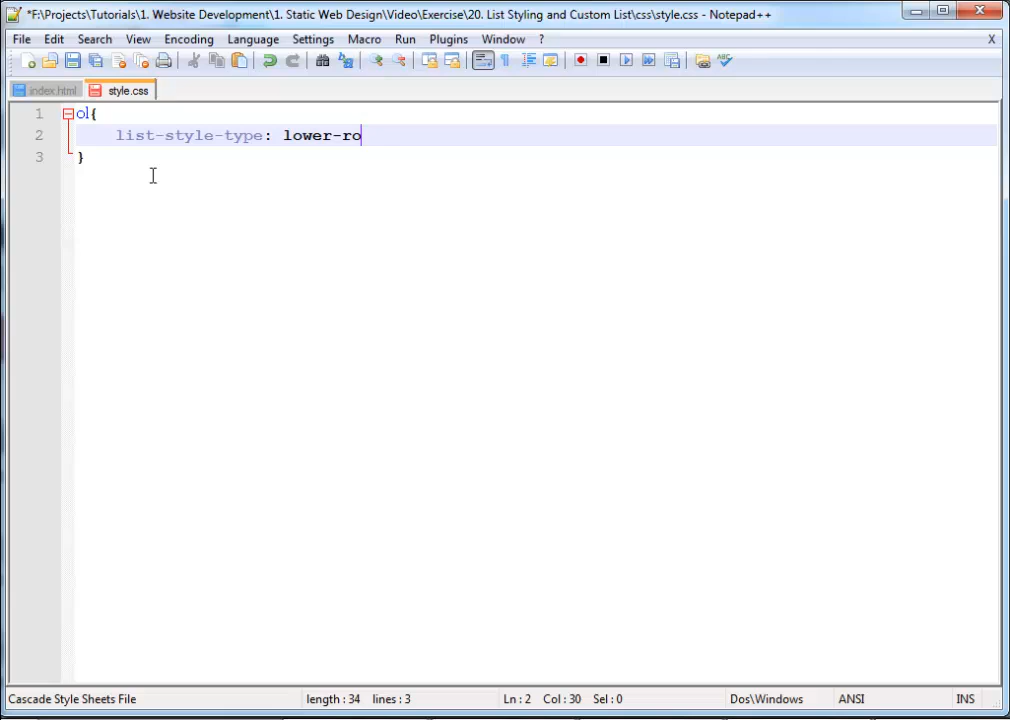 *F:\Projects\Tutorials\1. Website Development\1. Static Web Design\Video\Exercise\20. List Styling and Custom List\css\style.css - Notepad++
File Edit Search View Encoding Language Settings Macro Run Plugins Window ? X
index.html style.css
1 ol{
2 list-style-type: lower-ro
3 }
Cascade Style Sheets File length : 34 lines : 3 Ln : 2 Col : 30 Sel : 0 Dos\Windows ANSI INS